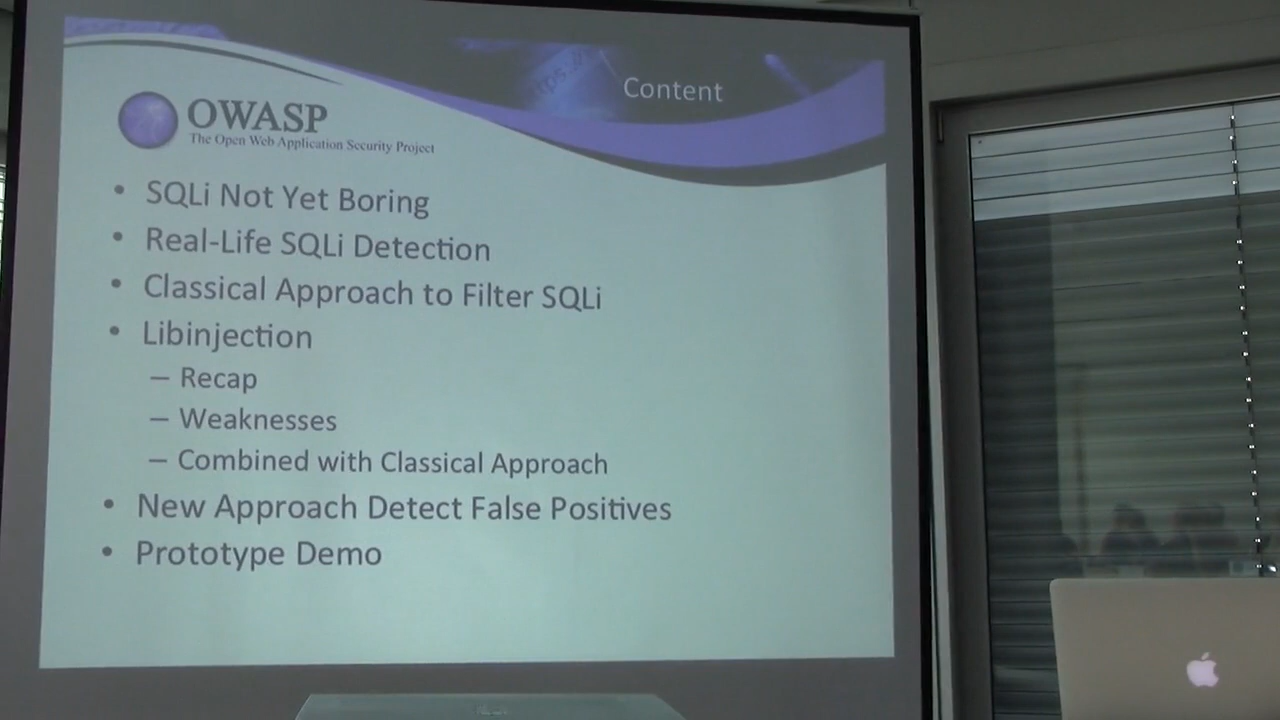 Content
OWASP
The Open Web Application Security Project
• SQLi Not Yet Boring
• Real-Life SQLi Detection
• Classical Approach to Filter SQLi
• Libinjection
– Recap
– Weaknesses
– Combined with Classical Approach
• New Approach Detect False Positives
• Prototype Demo